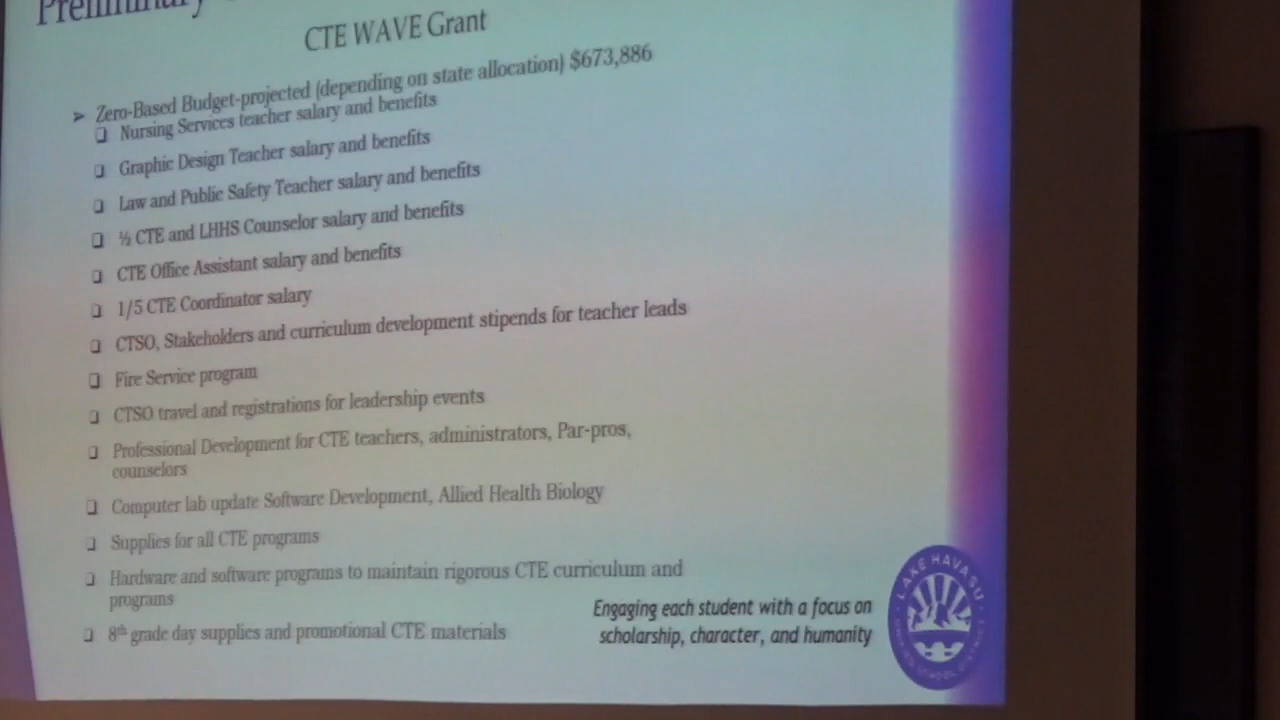 Preliminary
CTE WAVE Grant
➢ Zero-Based Budget-projected (depending on state allocation) $673,886
❑ Nursing Services teacher salary and benefits
❑ Graphic Design Teacher salary and benefits
❑ Law and Public Safety Teacher salary and benefits
❑ ½ CTE and LHHS Counselor salary and benefits
❑ CTE Office Assistant salary and benefits
❑ 1/5 CTE Coordinator salary
❑ CTSO, Stakeholders and curriculum development stipends for teacher leads
❑ Fire Service program
❑ CTSO travel and registrations for leadership events
❑ Professional Development for CTE teachers, administrators, Par-pros,
counselors
❑ Computer lab update Software Development, Allied Health Biology
❑ Supplies for all CTE programs
❑ Hardware and software programs to maintain rigorous CTE curriculum and
programs
❑ 8th grade day supplies and promotional CTE materials
Engaging each student with a focus on
scholarship, character, and humanity
LAKE HAVASU
UNIFIED SCHOOL DISTRICT